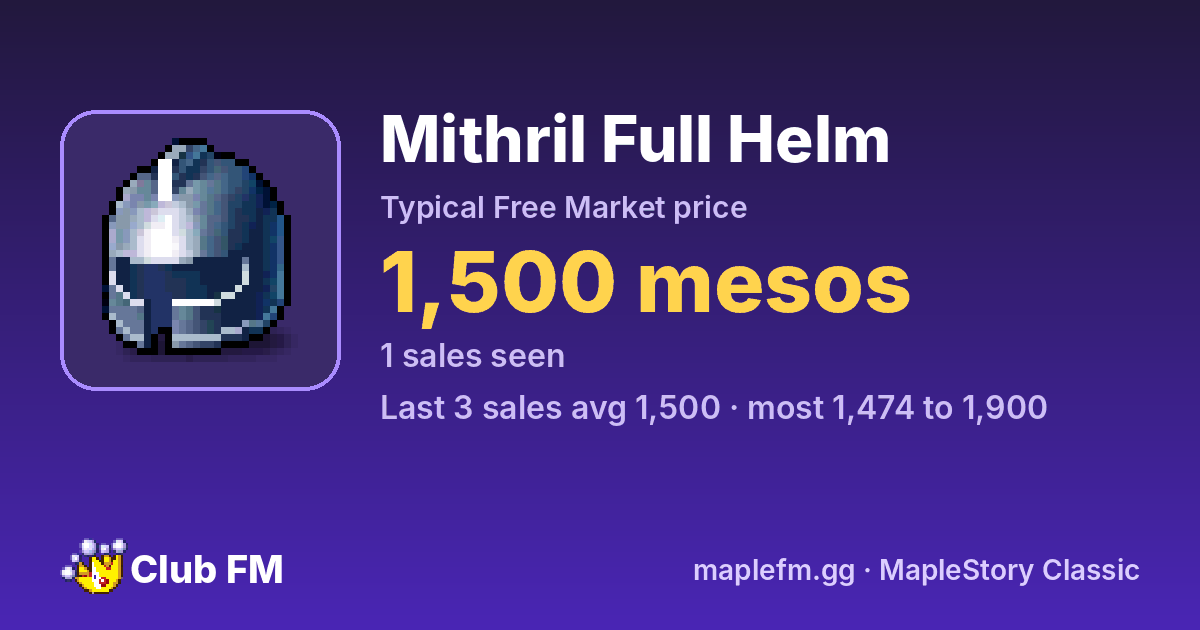 Mithril Full Helm
Typical Free Market price
1,500 mesos
1 sales seen
Last 3 sales avg 1,500 · most 1,474 to 1,900
Club FM
maplefm.gg · MapleStory Classic